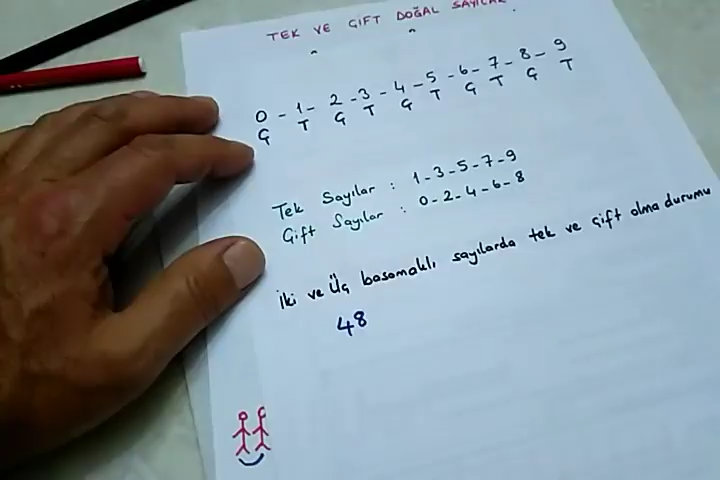 TEK VE ÇİFT DOĞAL SAYILAR
0 - 1 - 2 - 3 - 4 - 5 - 6 - 7 - 8 - 9
Ç T Ç T Ç T Ç T Ç T
Tek Sayılar : 1-3-5-7-9
Çift Sayılar : 0-2-4-6-8
İki ve Üç basamaklı sayılarda tek ve çift olma durumu
48